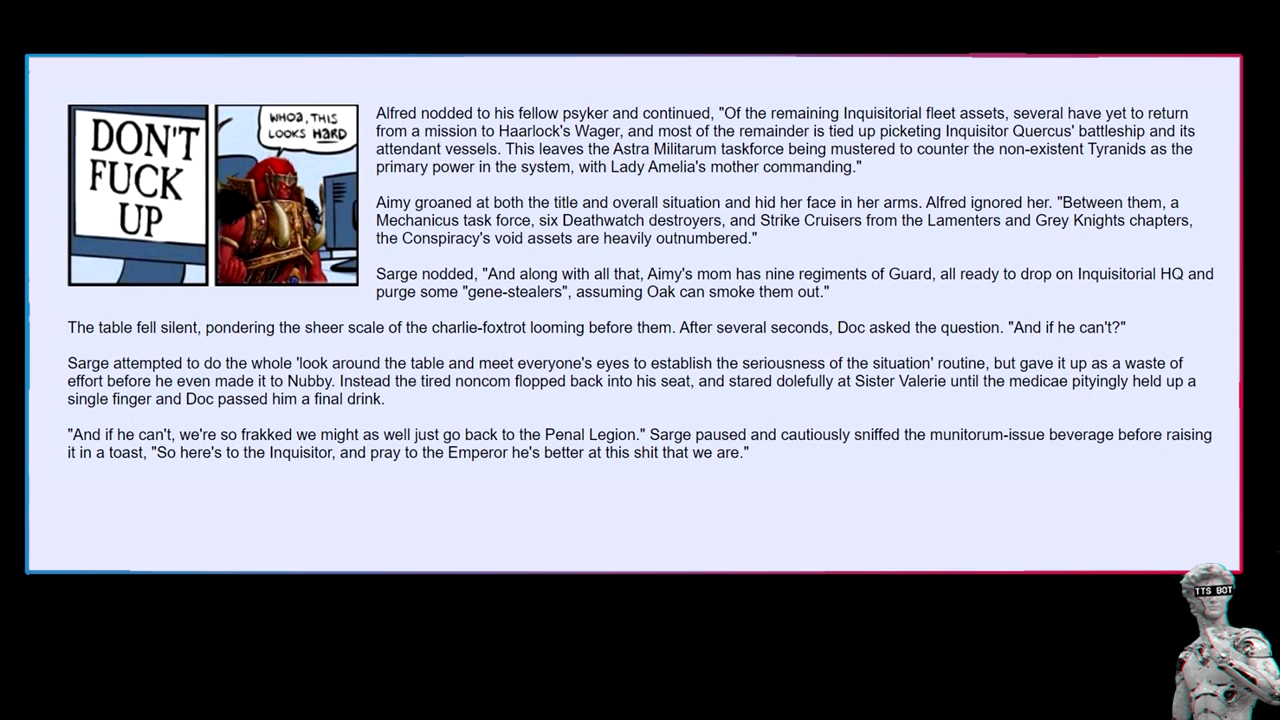 DON'T
FUCK
UP
WHOA, THIS
LOOKS HARD
Alfred nodded to his fellow psyker and continued, "Of the remaining Inquisitorial fleet assets, several have yet to return
from a mission to Haarlock's Wager, and most of the remainder is tied up picketing Inquisitor Quercus' battleship and its
attendant vessels. This leaves the Astra Militarum taskforce being mustered to counter the non-existent Tyranids as the
primary power in the system, with Lady Amelia's mother commanding."
Aimy groaned at both the title and overall situation and hid her face in her arms. Alfred ignored her. "Between them, a
Mechanicus task force, six Deathwatch destroyers, and Strike Cruisers from the Lamenters and Grey Knights chapters,
the Conspiracy's void assets are heavily outnumbered."
Sarge nodded, "And along with all that, Aimy's mom has nine regiments of Guard, all ready to drop on Inquisitorial HQ and
purge some "gene-stealers", assuming Oak can smoke them out."
The table fell silent, pondering the sheer scale of the charlie-foxtrot looming before them. After several seconds, Doc asked the question. "And if he can't?"
Sarge attempted to do the whole 'look around the table and meet everyone's eyes to establish the seriousness of the situation' routine, but gave it up as a waste of
effort before he even made it to Nubby. Instead the tired noncom flopped back into his seat, and stared dolefully at Sister Valerie until the medicae pityingly held up a
single finger and Doc passed him a final drink.
"And if he can't, we're so frakked we might as well just go back to the Penal Legion." Sarge paused and cautiously sniffed the munitorum-issue beverage before raising
it in a toast, "So here's to the Inquisitor, and pray to the Emperor he's better at this shit that we are."
TTS BOT